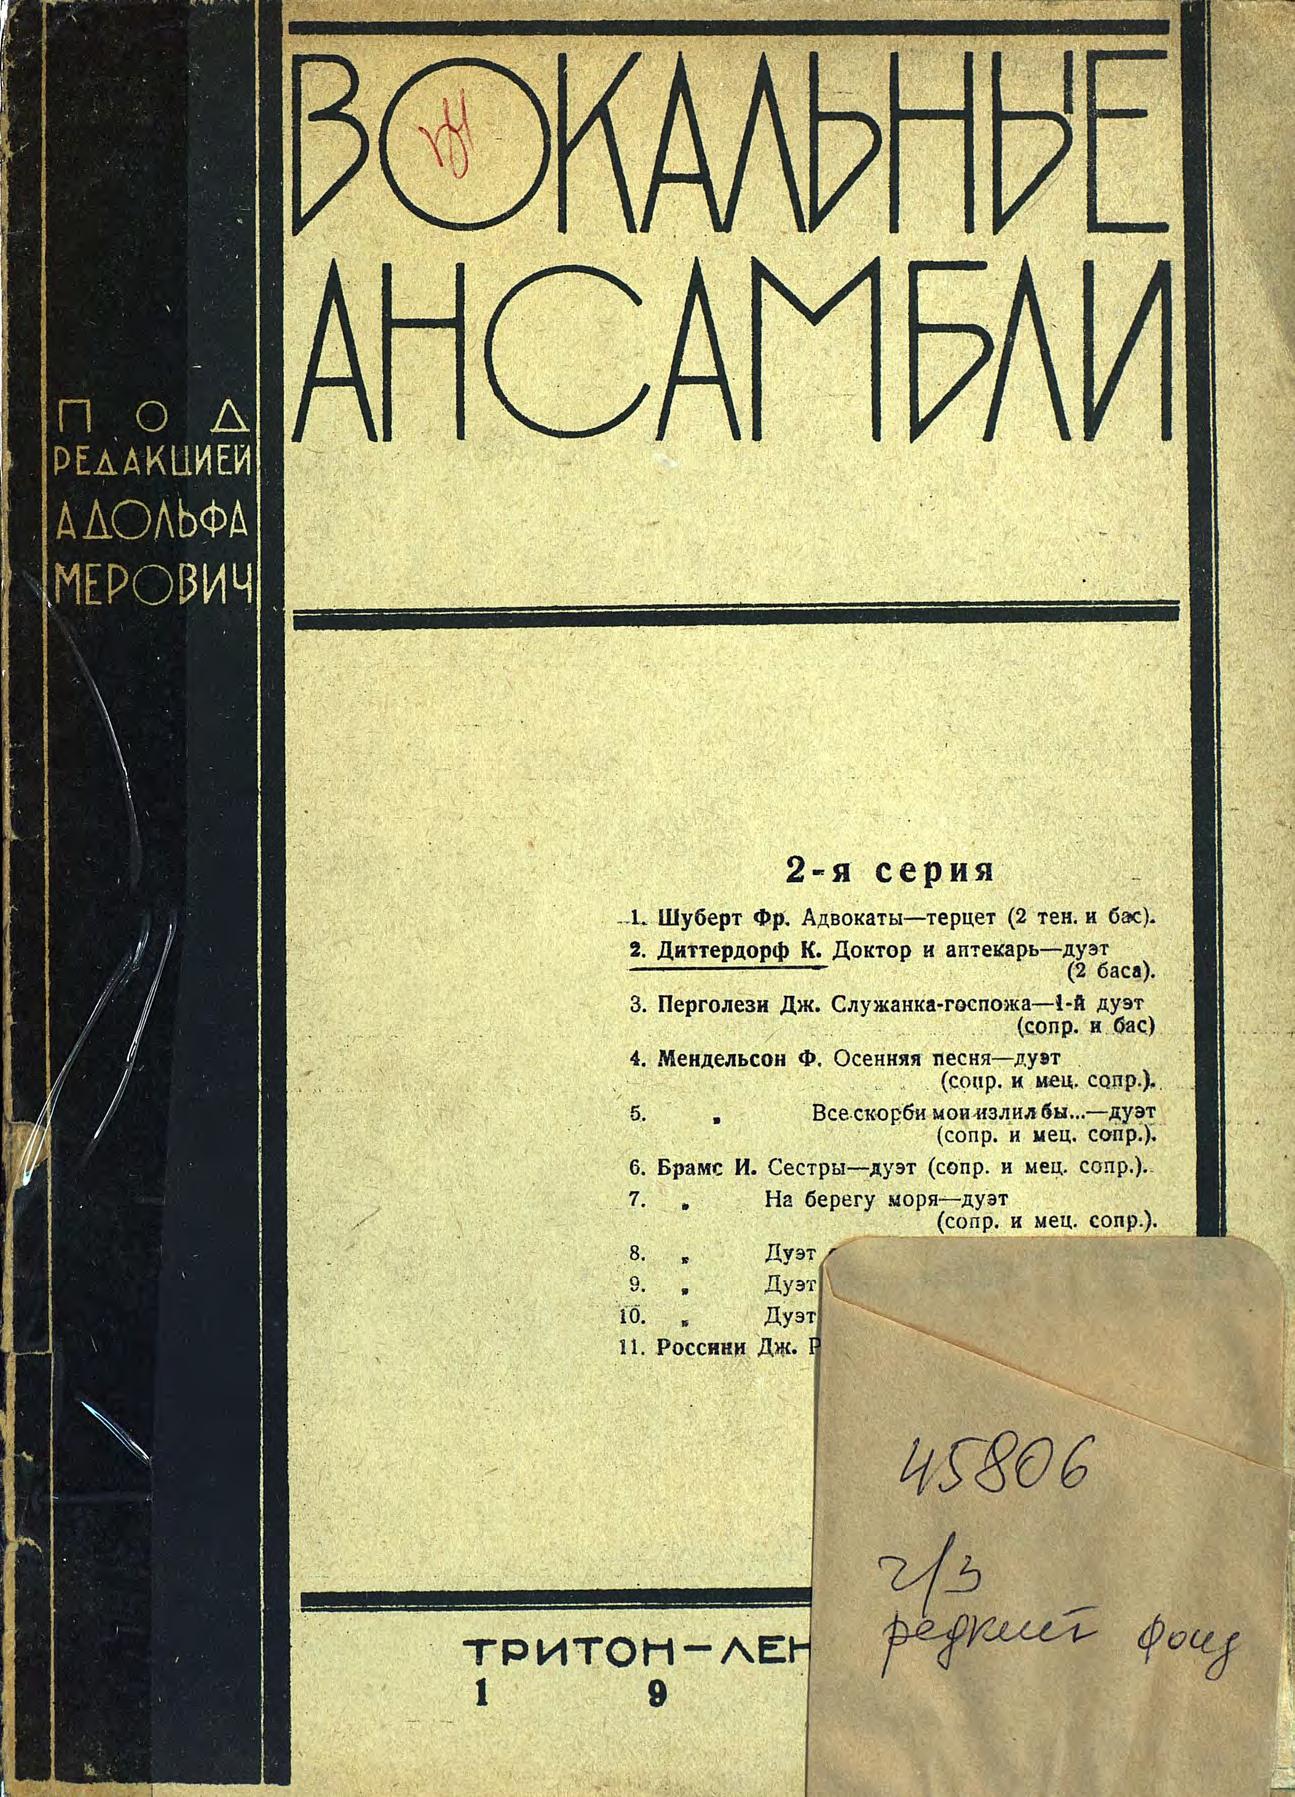 ВОКАЛЬНЫЕ
АНСАМБЛИ
ПОД
РЕДАКЦИЕЙ
АДОЛЬФА
МЕРОВИЧ
2-я серия
1. Шуберт Фр. Адвокаты—терцет (2 тен. и бас).
2. Диттердорф К. Доктор и аптекарь—дуэт
(2 баса).
3. Перголези Дж. Служанка-госпожа—1-й дуэт
(сопр. и бас)
4. Мендельсон Ф. Осенняя песня—дуэт
(сопр. и мец. сопр.).
5. „ Все скорби мои излил бы...—дуэт
(сопр. и мец. сопр.).
6. Брамс И. Сестры—дуэт (сопр. и мец. сопр.).
7. „ На берегу моря—дуэт
(сопр. и мец. сопр.).
8. „ Дуэт
9. „ Дуэт
10. „ Дуэт
11. Россини Дж.
45806
ч/з
редкий фонд
ТРИТОН—ЛЕН
1 9